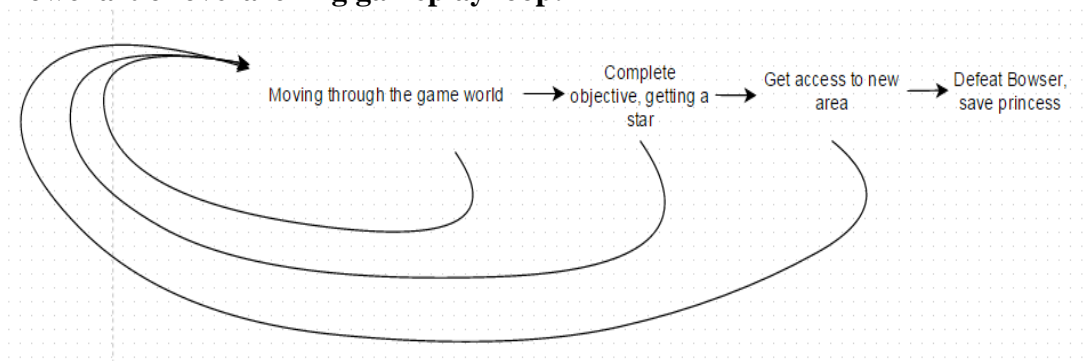 Moving through the game world
Complete
objective, getting a
star
Get access to new
area
Defeat Bowser,
save princess